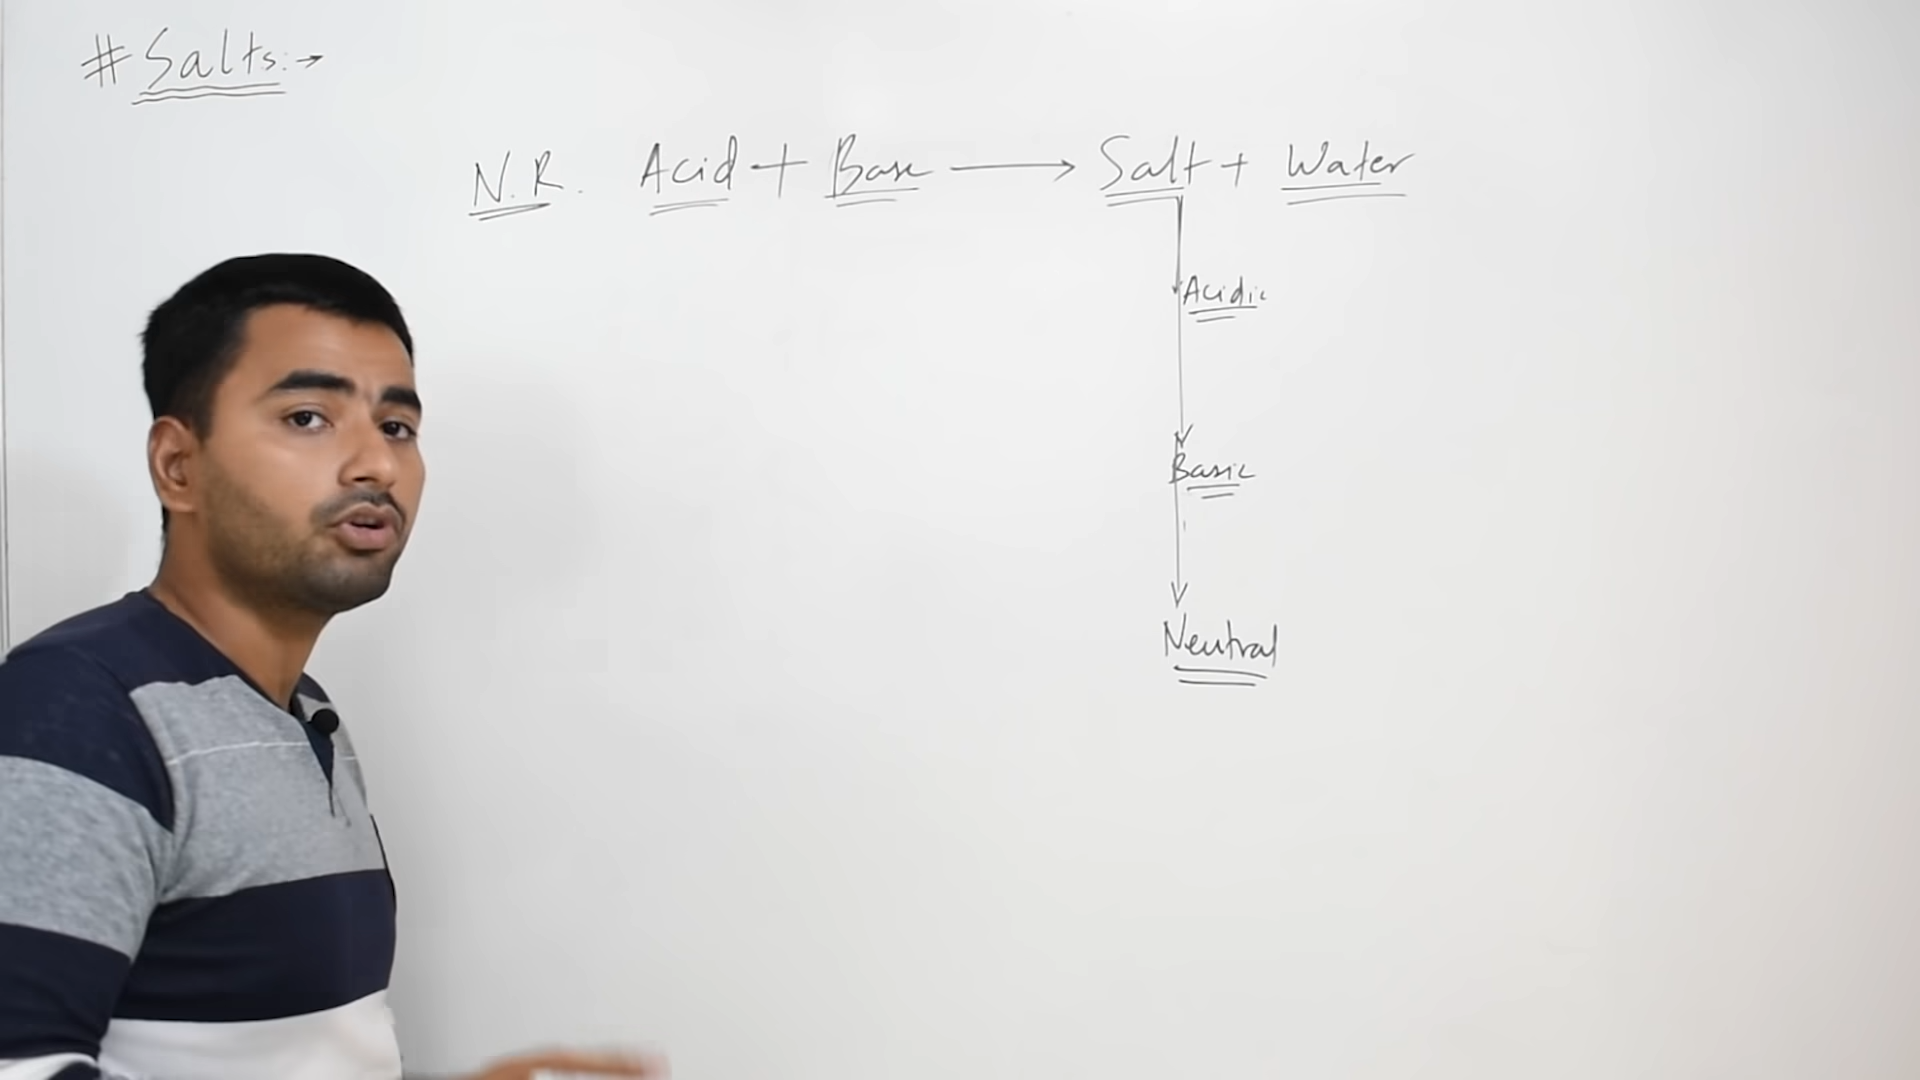 # Salts:→
N.R. Acid + Base → Salt + Water
Acidic
Basic
Neutral